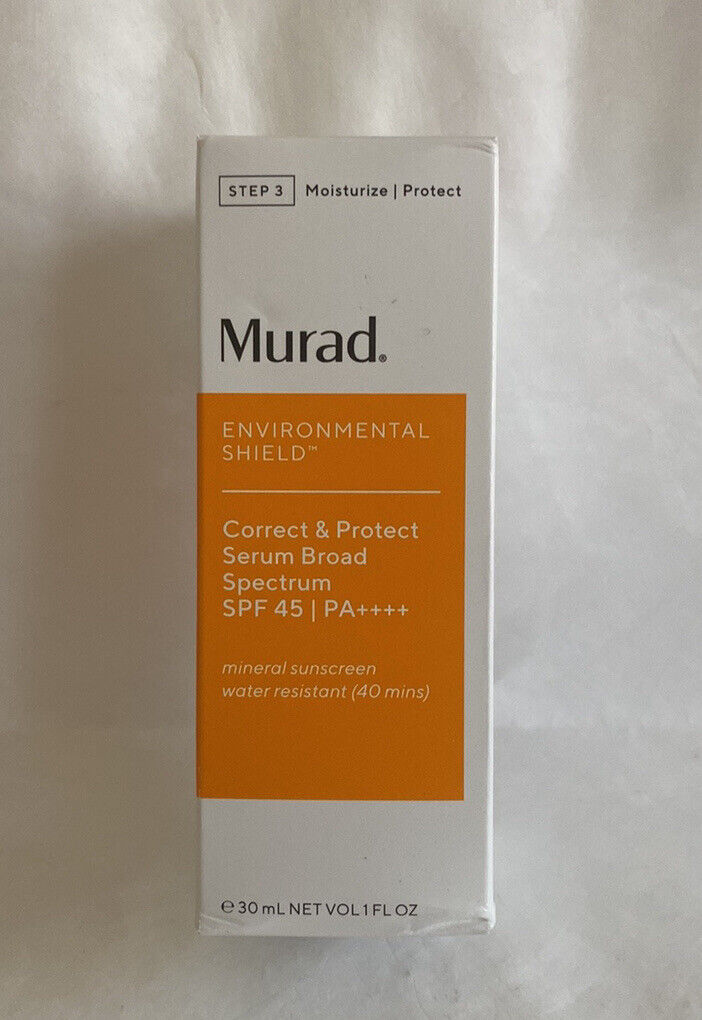 STEP 3 Moisturize | Protect
Murad®
ENVIRONMENTAL
SHIELD™
Correct & Protect
Serum Broad
Spectrum
SPF 45 | PA++++
mineral sunscreen
water resistant (40 mins)
℮ 30 mL NET VOL 1 FL OZ